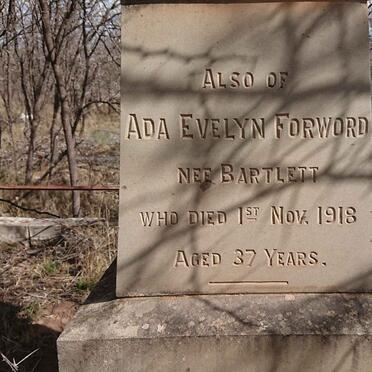 Also of
Ada Evelyn Forword
nee Bartlett
who died 1st Nov. 1918
Aged 37 Years.